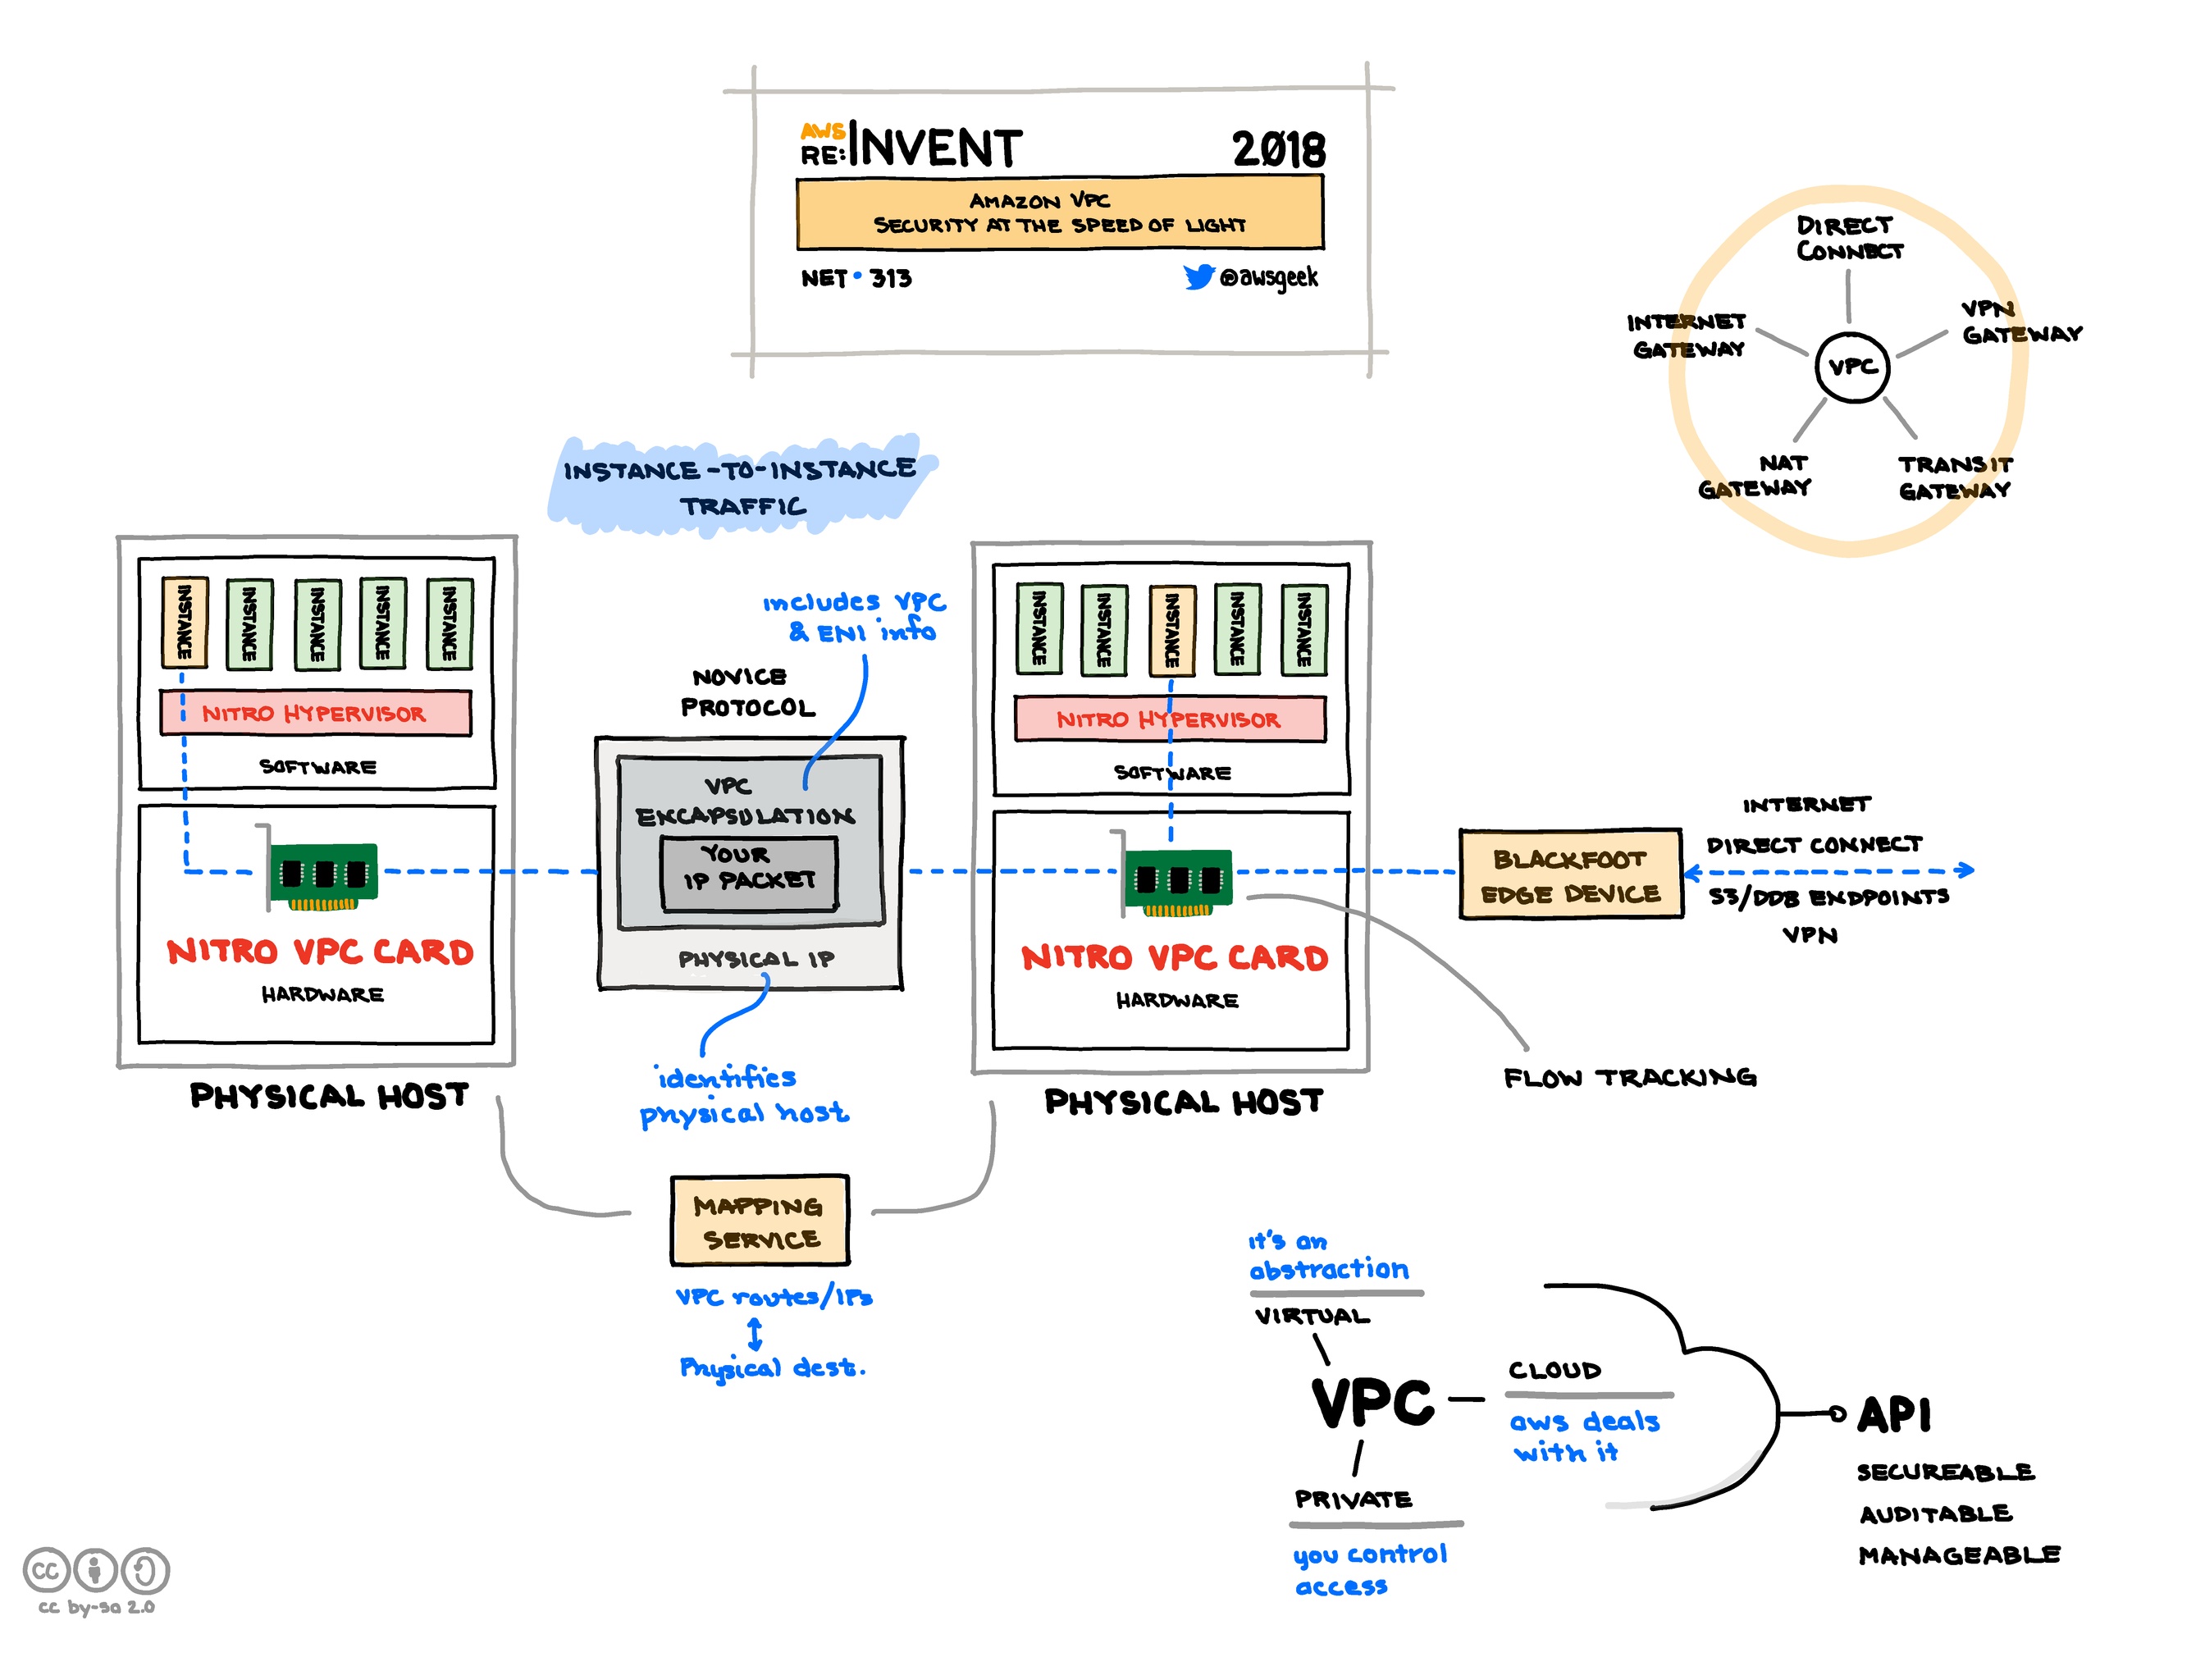 AWS
RE:INVENT 2018
AMAZON VPC
SECURITY AT THE SPEED OF LIGHT
NET • 313 @awsgeek
DIRECT
CONNECT
INTERNET
GATEWAY
VPN
GATEWAY
VPC
NAT
GATEWAY
TRANSIT
GATEWAY
INSTANCE-TO-INSTANCE
TRAFFIC
INSTANCE
INSTANCE
INSTANCE
INSTANCE
INSTANCE
NITRO HYPERVISOR
SOFTWARE
NITRO VPC CARD
HARDWARE
PHYSICAL HOST
includes VPC
& ENI info
NOVICE
PROTOCOL
VPC
ENCAPSULATION
YOUR
IP PACKET
PHYSICAL IP
identifies
physical host
INSTANCE
INSTANCE
INSTANCE
INSTANCE
INSTANCE
NITRO HYPERVISOR
SOFTWARE
NITRO VPC CARD
HARDWARE
PHYSICAL HOST
BLACKFOOT
EDGE DEVICE
INTERNET
DIRECT CONNECT
S3/DDB ENDPOINTS
VPN
FLOW TRACKING
MAPPING
SERVICE
VPC routes/IPs
Physical dest.
it's an
abstraction
VIRTUAL
VPC
CLOUD
aws deals
with it
PRIVATE
you control
access
API
SECUREABLE
AUDITABLE
MANAGEABLE
cc
cc by-sa 2.0